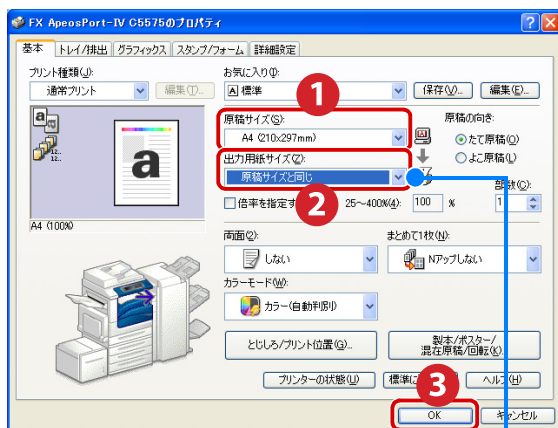 FX ApeosPort-IV C5575のプロパティ
基本 トレイ/排出 グラフィックス スタンプ/フォーム 詳細設定
プリント種類(J): お気に入り(I):
通常プリント 編集(T)... 標準 保存(V)... 編集(E)...
1
原稿サイズ(S): 原稿の向き:
A4 (210x297mm) たて原稿(O)
出力用紙サイズ(Z): よこ原稿(L)
原稿サイズと同じ 部数(C):
2
倍率を指定す 25～400%(4): 100 % 1
A4 (100%)
両面(2): まとめて1枚(N):
しない Nアップしない
カラーモード(W):
カラー(自動判別)
とじしろ/プリント位置(G)... 製本/ポスター/
混在原稿/回転(K)
プリンターの状態(U) 標準に ヘルプ(H)
3
OK キャンセル